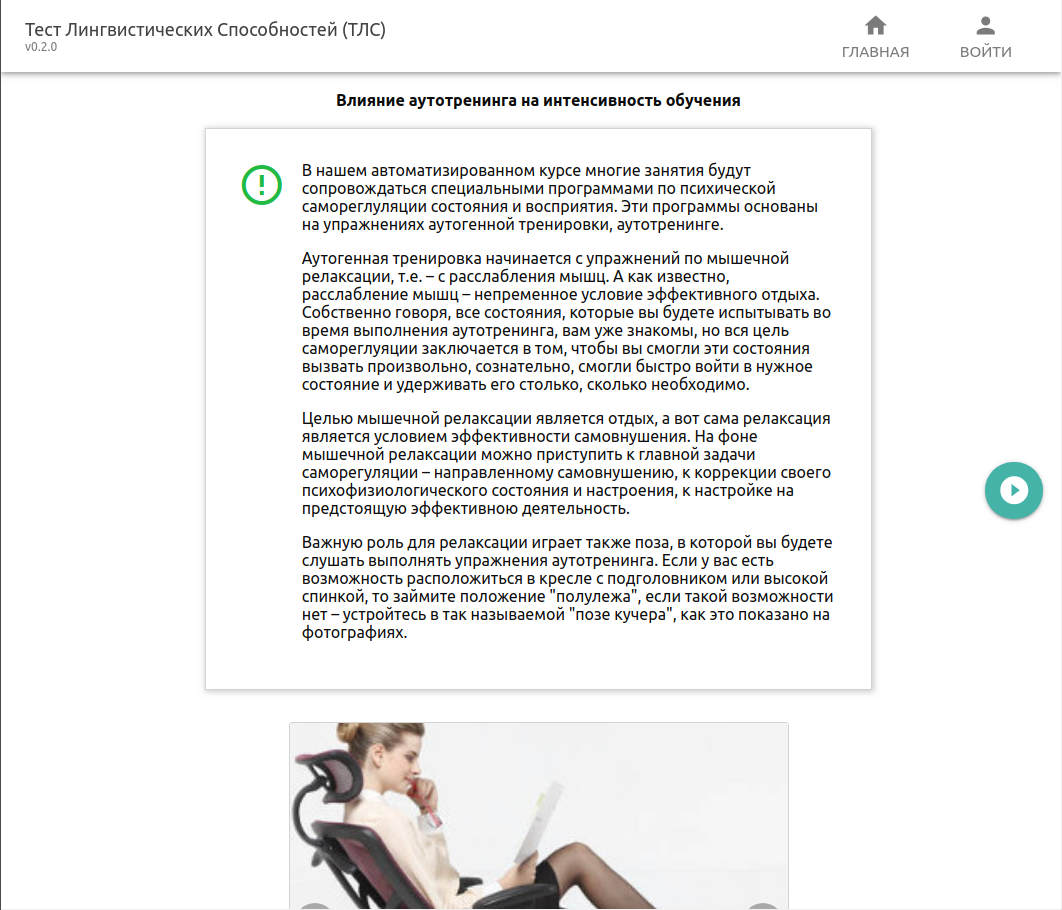 Тест Лингвистических Способностей (ТЛС)
v0.2.0
ГЛАВНАЯ
ВОЙТИ
Влияние аутотренинга на интенсивность обучения
В нашем автоматизированном курсе многие занятия будут
сопровождаться специальными программами по психической
самореглуляции состояния и восприятия. Эти программы основаны
на упражнениях аутогенной тренировки, аутотренинге.
Аутогенная тренировка начинается с упражнений по мышечной
релаксации, т.е. – с расслабления мышц. А как известно,
расслабление мышц – непременное условие эффективного отдыха.
Собственно говоря, все состояния, которые вы будете испытывать во
время выполнения аутотренинга, вам уже знакомы, но вся цель
самореглуяции заключается в том, чтобы вы смогли эти состояния
вызвать произвольно, сознательно, смогли быстро войти в нужное
состояние и удерживать его столько, сколько необходимо.
Целью мышечной релаксации является отдых, а вот сама релаксация
является условием эффективности самовнушения. На фоне
мышечной релаксации можно приступить к главной задачи
саморегуляции – направленному самовнушению, к коррекции своего
психофизиологического состояния и настроения, к настройке на
предстоящую эффективною деятельность.
Важную роль для релаксации играет также поза, в которой вы будете
слушать выполнять упражнения аутотренинга. Если у вас есть
возможность расположиться в кресле с подголовником или высокой
спинкой, то займите положение "полулежа", если такой возможности
нет – устройтесь в так называемой "позе кучера", как это показано на
фотографиях.